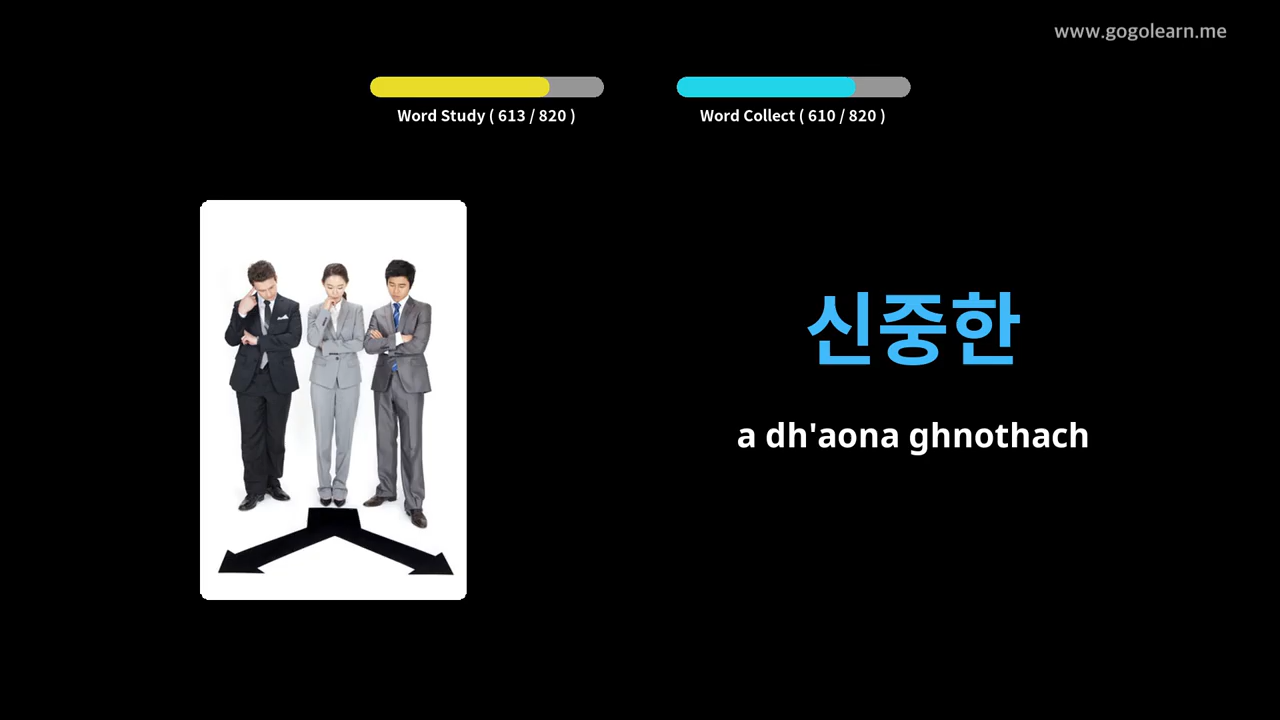 www.gogolearn.me
Word Study ( 613 / 820 )
Word Collect ( 610 / 820 )
신중한
a dh'aona ghnothach